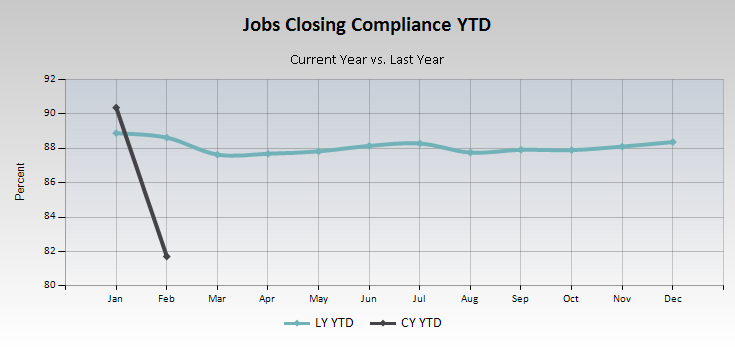 Jobs Closing Compliance YTD
Current Year vs. Last Year
Percent
92
90
88
86
84
82
80
Jan Feb Mar Apr May Jun Jul Aug Sep Oct Nov Dec
LY YTD CY YTD